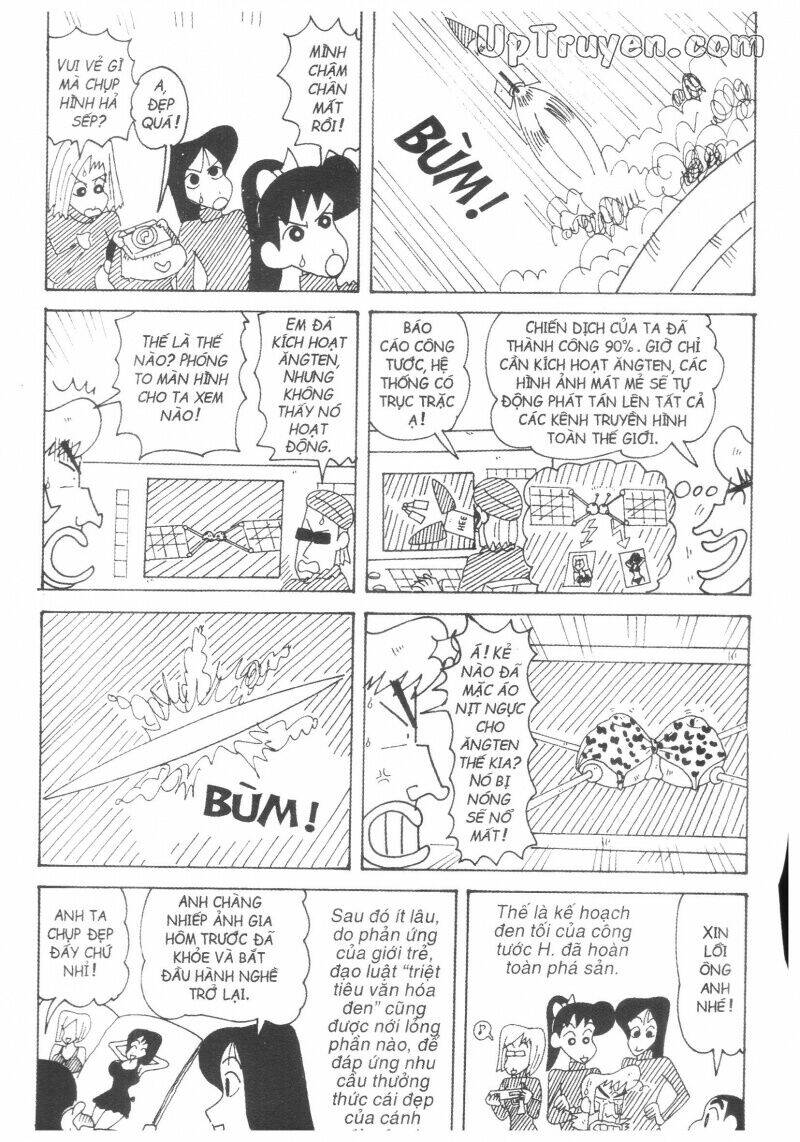 UpTruyen.com
BÙM!
MÌNH
CHẬM
CHÂN
MẤT
RỒI!
A,
ĐẸP
QUÁ!
VUI VẺ GÌ
MÀ CHỤP
HÌNH HẢ
SẾP?
CHIẾN DỊCH CỦA TA ĐÃ
THÀNH CÔNG 90%. GIỜ CHỈ
CẦN KÍCH HOẠT ĂNGTEN, CÁC
HÌNH ẢNH MÁT MẺ SẼ TỰ
ĐỘNG PHÁT TÁN LÊN TẤT CẢ
CÁC KÊNH TRUYỀN HÌNH
TOÀN THẾ GIỚI.
BÁO
CÁO CÔNG
TƯỚC, HỆ
THỐNG CÓ
TRỤC TRẶC
Ạ!
HEE
EM ĐÃ
KÍCH HOẠT
ĂNGTEN,
NHƯNG
KHÔNG
THẤY NÓ
HOẠT
ĐỘNG.
THẾ LÀ THẾ
NÀO? PHÓNG
TO MÀN HÌNH
CHO TA XEM
NÀO!
Á! KẺ
NÀO ĐÃ
MẶC ÁO
NỊT NGỰC
CHO
ĂNGTEN
THẾ KIA?
NÓ BỊ
NÓNG
SẼ NỔ
MẤT!
BÙM!
Thế là kế hoạch
đen tối của công
tước H. đã hoàn
toàn phá sản.
XIN
LỖI
ÔNG
ANH
NHÉ!
Sau đó ít lâu,
do phản ứng
của giới trẻ,
đạo luật “triệt
tiêu văn hóa
đen” cũng
được nới lỏng
phần nào, để
đáp ứng nhu
cầu thưởng
thức cái đẹp
của cánh
ANH CHÀNG
NHIẾP ẢNH GIA
HÔM TRƯỚC ĐÃ
KHỎE VÀ BẮT
ĐẦU HÀNH NGHỀ
TRỞ LẠI.
ANH TA
CHỤP ĐẸP
ĐẤY CHỨ
NHỈ!